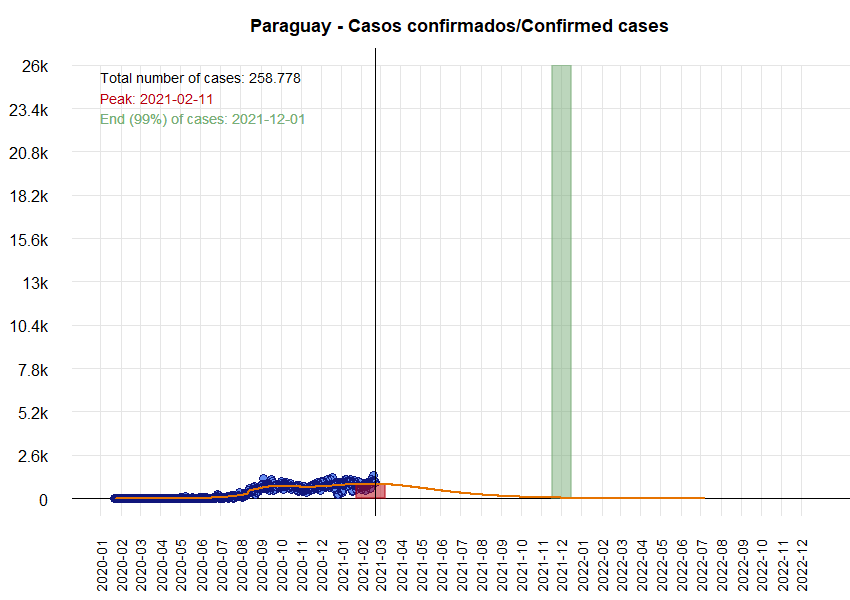 Paraguay - Casos confirmados/Confirmed cases
26k
Total number of cases: 258.778
Peak: 2021-02-11
End (99%) of cases: 2021-12-01
23.4k
20.8k
18.2k
15.6k
13k
10.4k
7.8k
5.2k
2.6k
0
2020-01
2020-02
2020-03
2020-04
2020-05
2020-06
2020-07
2020-08
2020-09
2020-10
2020-11
2020-12
2021-01
2021-02
2021-03
2021-04
2021-05
2021-06
2021-07
2021-08
2021-09
2021-10
2021-11
2021-12
2022-01
2022-02
2022-03
2022-04
2022-05
2022-06
2022-07
2022-08
2022-09
2022-10
2022-11
2022-12